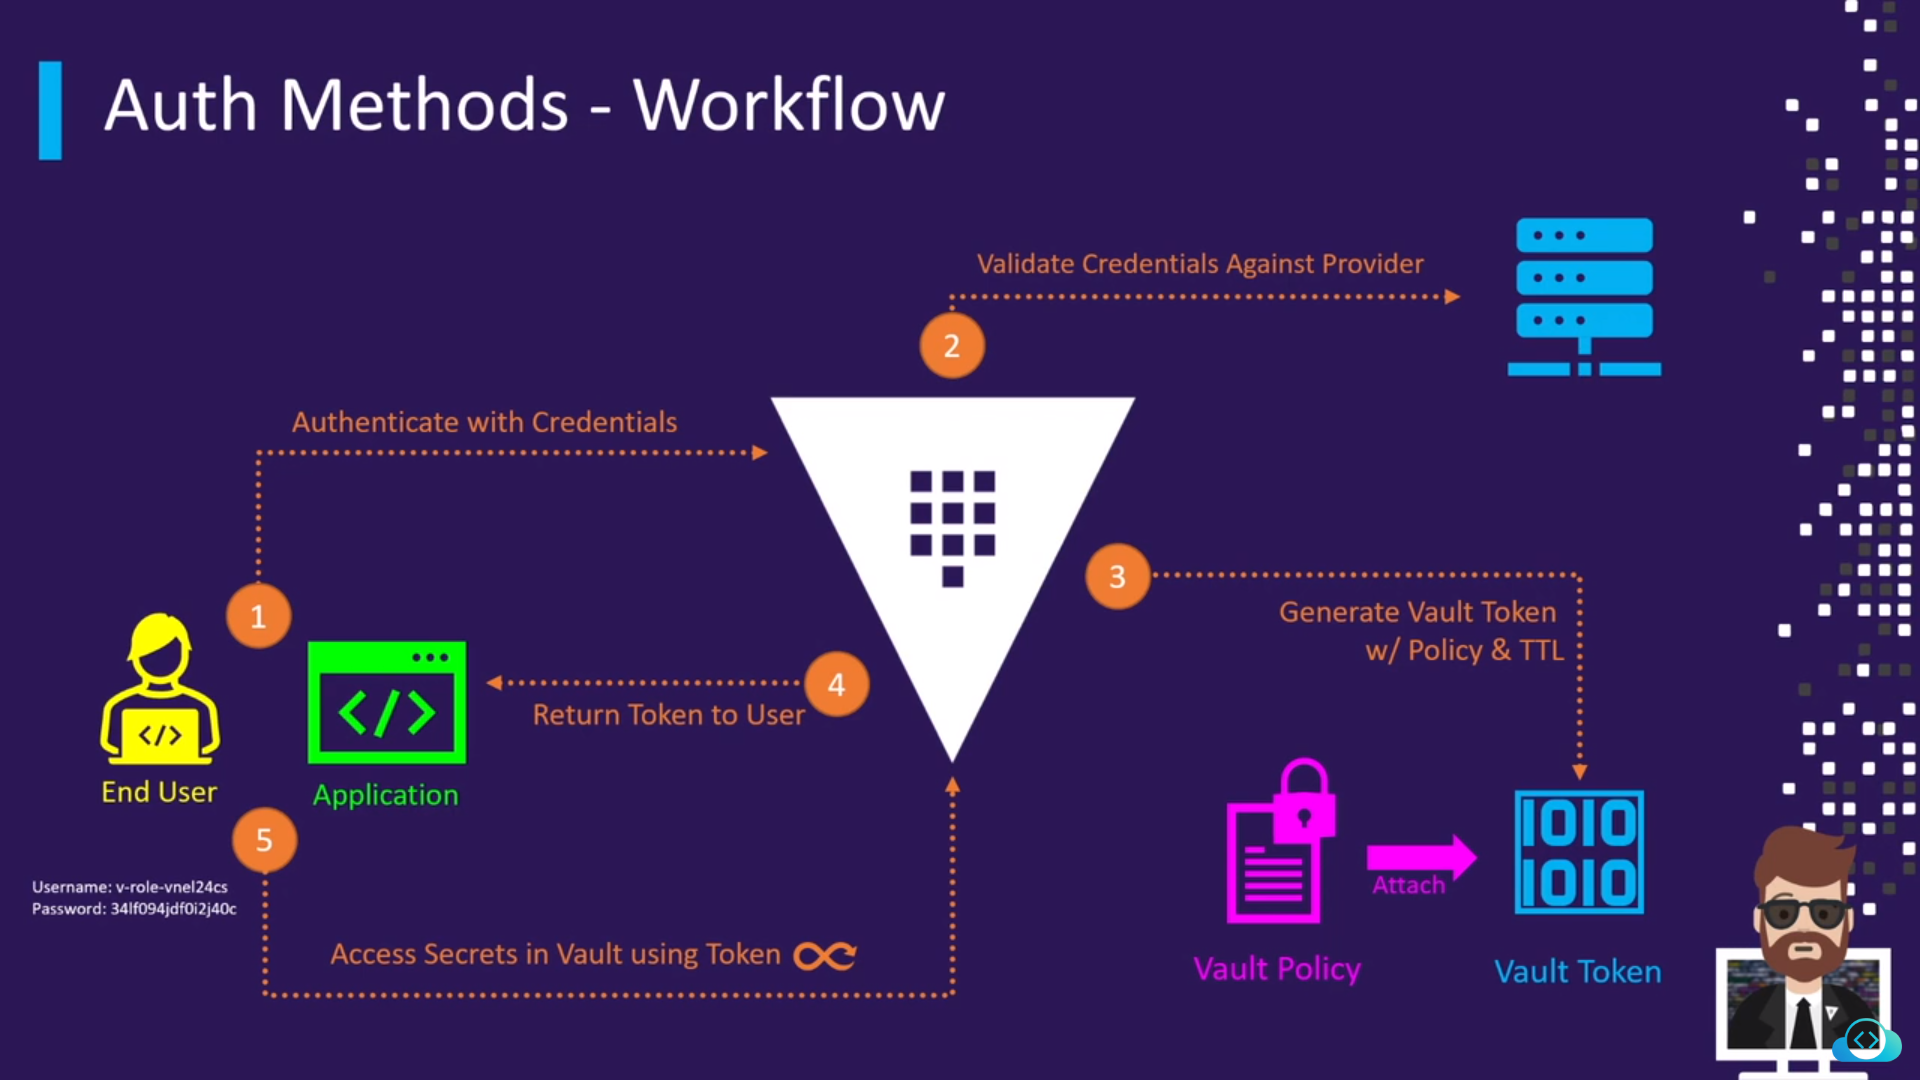 Auth Methods - Workflow
Validate Credentials Against Provider
2
Authenticate with Credentials
3
Generate Vault Token
w/ Policy & TTL
1
4
Return Token to User
</>
</>
End User
Application
5
Username: v-role-vnel24cs
Password: 34lf094jdf0i2j40c
Access Secrets in Vault using Token
Attach
1010
1010
Vault Policy
Vault Token
<>